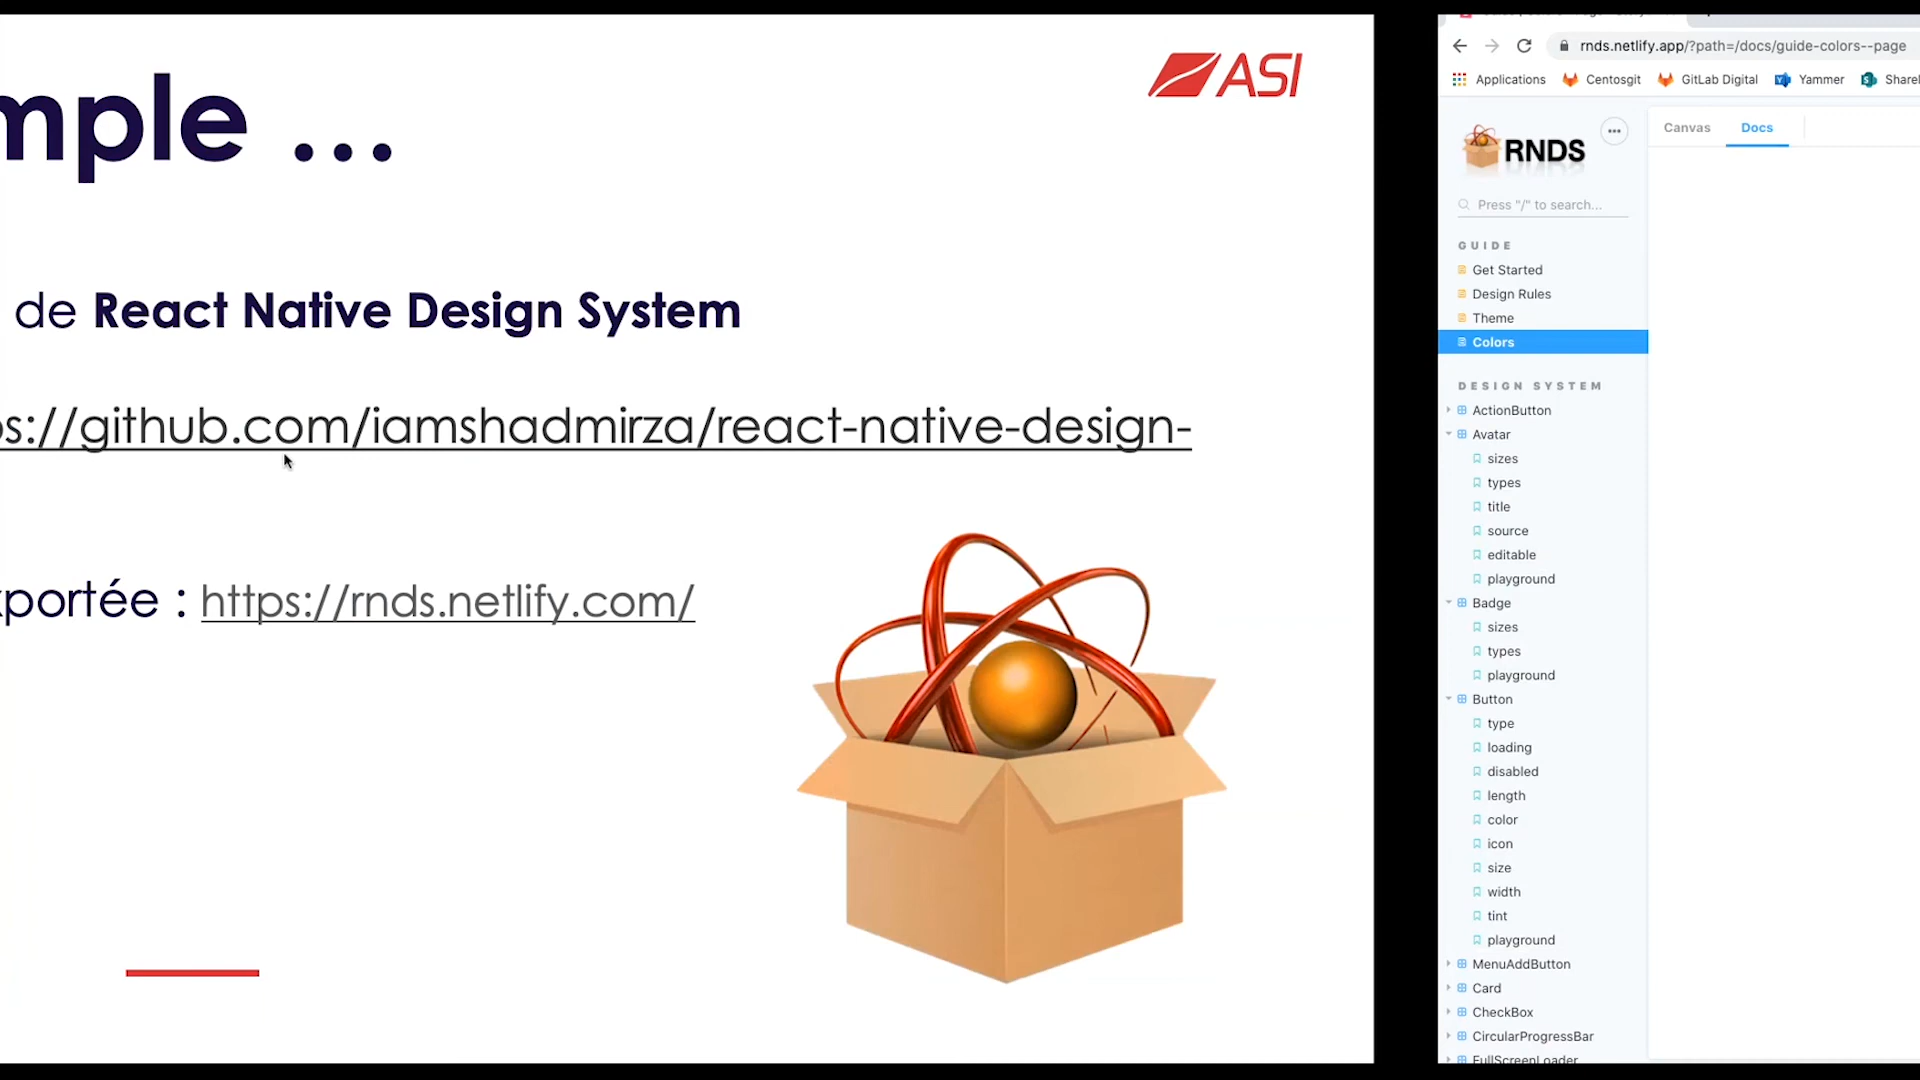 mple ...
ASI
de React Native Design System
s://github.com/iamshadmirza/react-native-design-
portée : https://rnds.netlify.com/
rnds.netlify.app/?path=/docs/guide-colors--page
Applications
Centosgit
GitLab Digital
Yammer
RNDS
Canvas
Docs
Press "/" to search...
GUIDE
Get Started
Design Rules
Theme
Colors
DESIGN SYSTEM
ActionButton
Avatar
sizes
types
title
source
editable
playground
Badge
sizes
types
playground
Button
type
loading
disabled
length
color
icon
size
width
tint
playground
MenuAddButton
Card
CheckBox
CircularProgressBar
FullScreenLoader